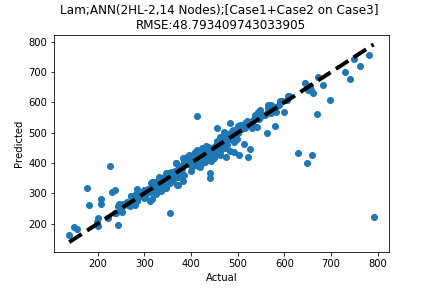 Lam;ANN(2HL-2,14 Nodes);[Case1+Case2 on Case3]
RMSE:48.793409743033905
800
700
600
500
400
300
200
Predicted
200 300 400 500 600 700 800
Actual